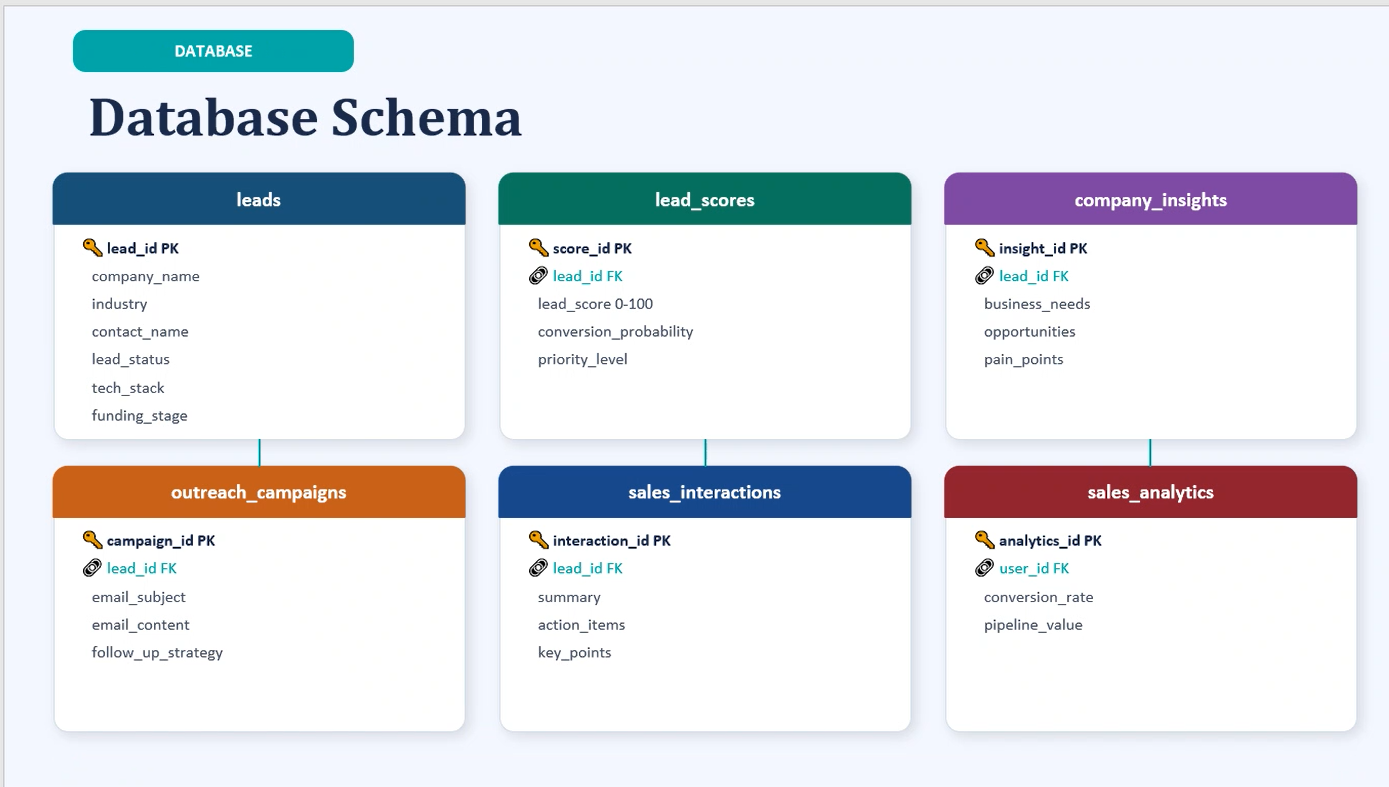 DATABASE
Database Schema
leads
lead_id PK
company_name
industry
contact_name
lead_status
tech_stack
funding_stage
lead_scores
score_id PK
lead_id FK
lead_score 0-100
conversion_probability
priority_level
company_insights
insight_id PK
lead_id FK
business_needs
opportunities
pain_points
outreach_campaigns
campaign_id PK
lead_id FK
email_subject
email_content
follow_up_strategy
sales_interactions
interaction_id PK
lead_id FK
summary
action_items
key_points
sales_analytics
analytics_id PK
user_id FK
conversion_rate
pipeline_value